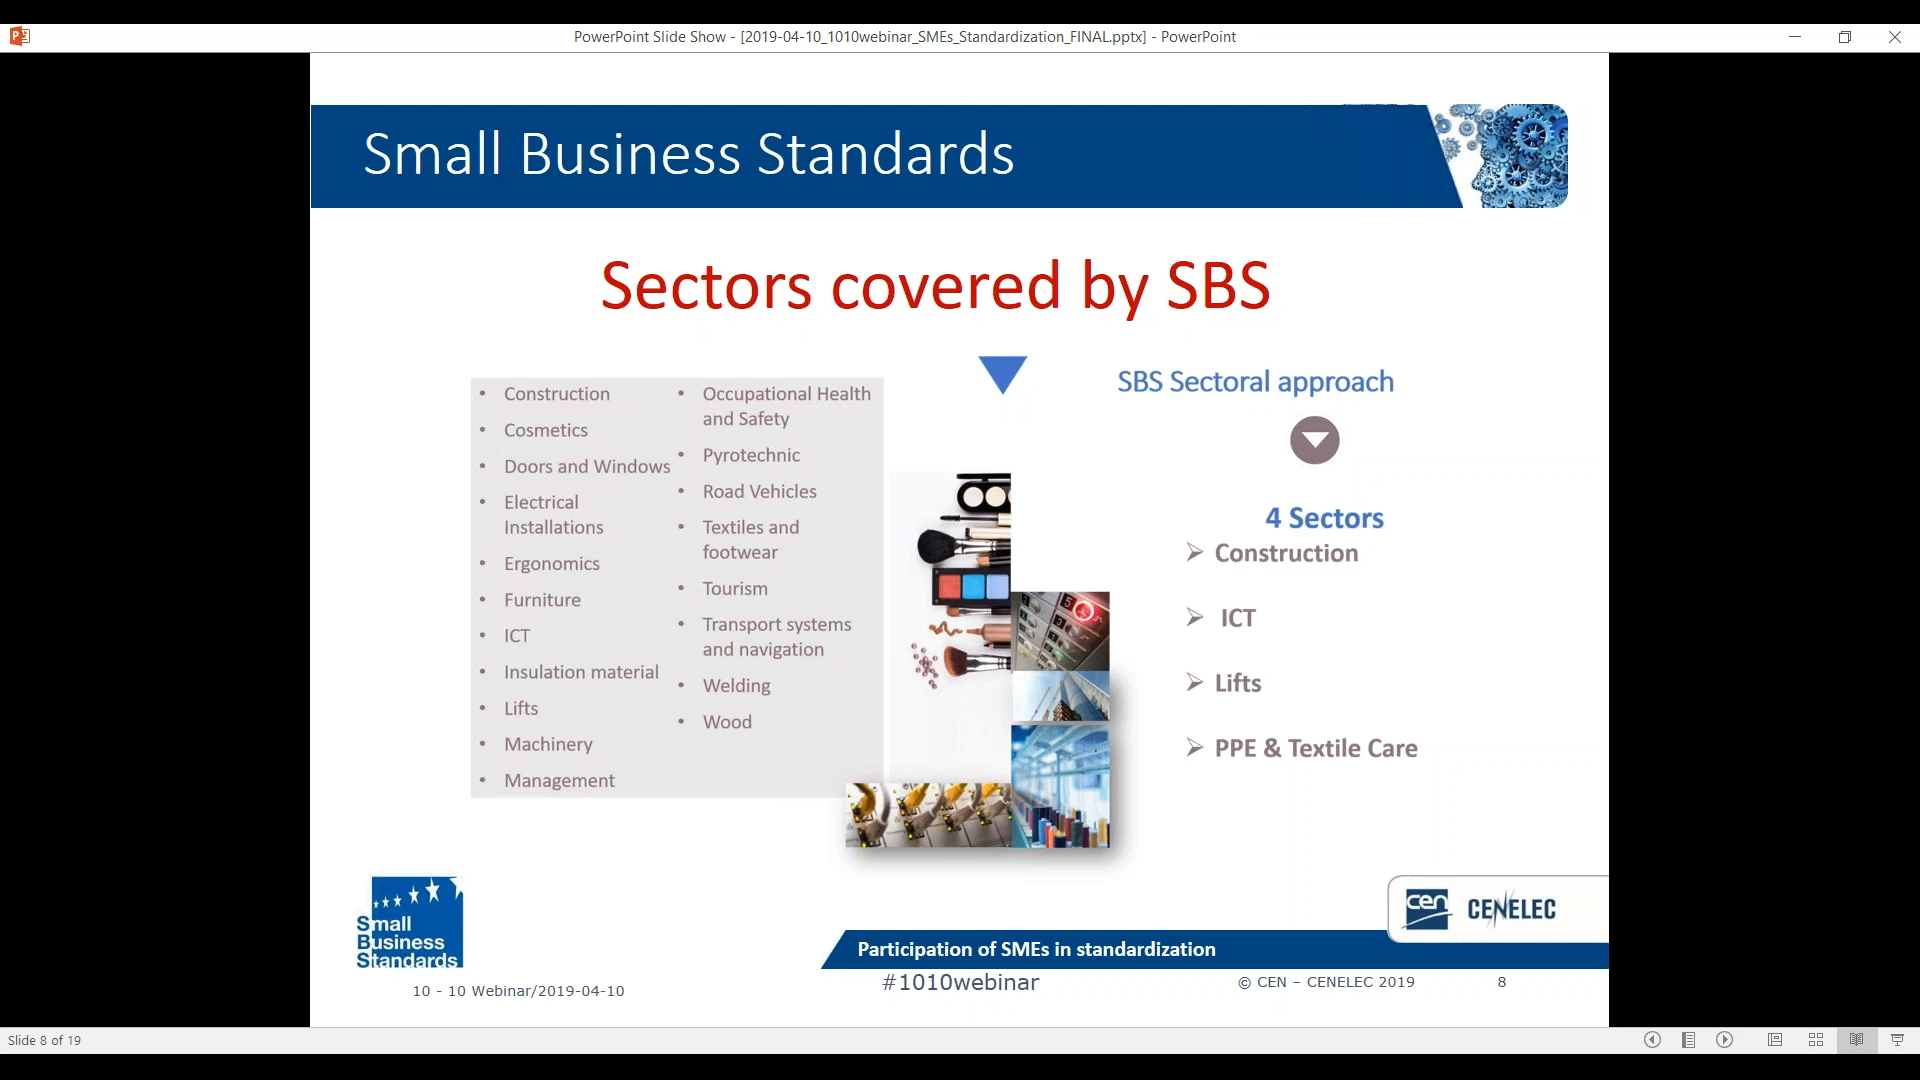 PowerPoint Slide Show - [2019-04-10_1010webinar_SMEs_Standardization_FINAL.pptx] - PowerPoint
Small Business Standards
Sectors covered by SBS
• Construction
• Cosmetics
• Doors and Windows
• Electrical
Installations
• Ergonomics
• Furniture
• ICT
• Insulation material
• Lifts
• Machinery
• Management
• Occupational Health
and Safety
• Pyrotechnic
• Road Vehicles
• Textiles and
footwear
• Tourism
• Transport systems
and navigation
• Welding
• Wood
SBS Sectoral approach
4 Sectors
➢ Construction
➢ ICT
➢ Lifts
➢ PPE & Textile Care
Small
Business
Standards
cen CENELEC
Participation of SMEs in standardization
10 - 10 Webinar/2019-04-10
#1010webinar
© CEN – CENELEC 2019
8
Slide 8 of 19